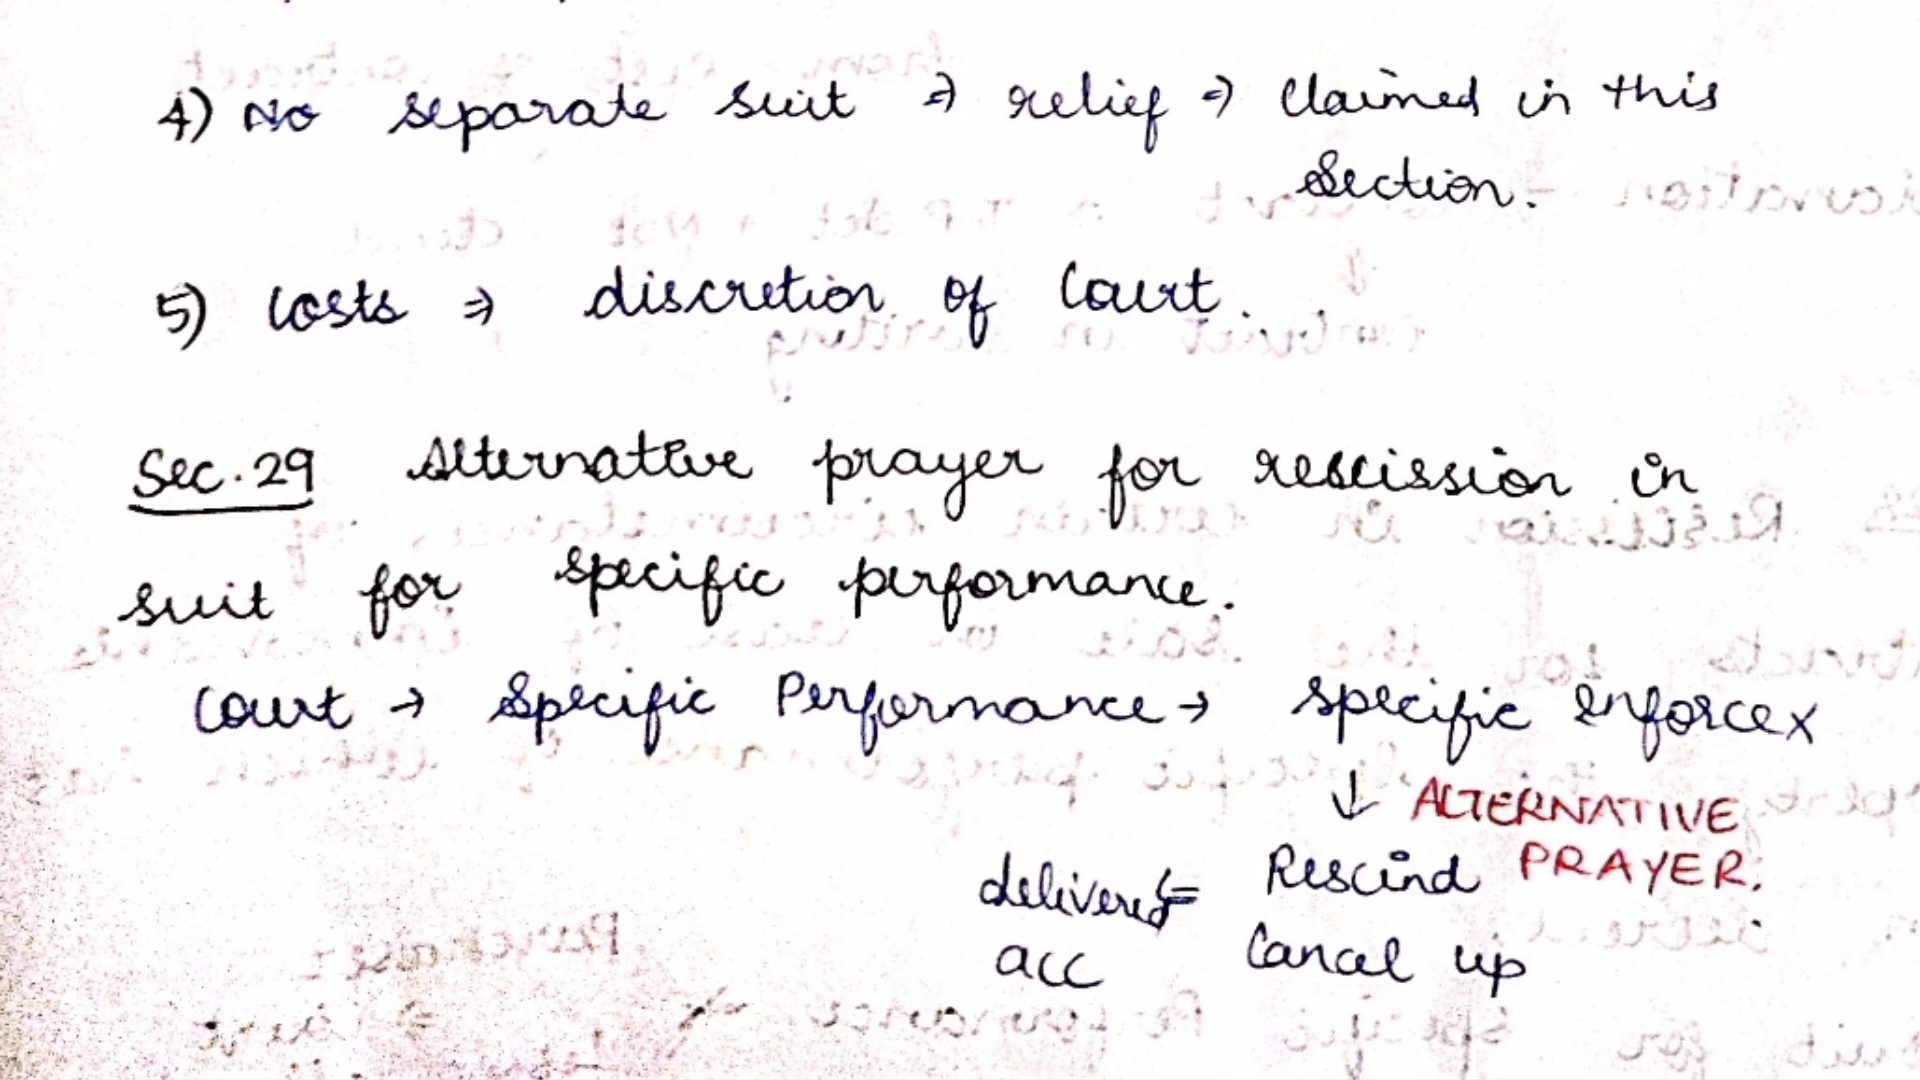 4) No separate suit ⇒ relief ⇒ Claimed in this
Section.
5) Costs ⇒ discretion of Court.
Sec. 29 Alternative prayer for rescission in
suit for specific performance.
Court → Specific Performance → specific enforce x
↓ ALTERNATIVE
delivered ⇐ Rescind PRAYER.
acc Cancel up